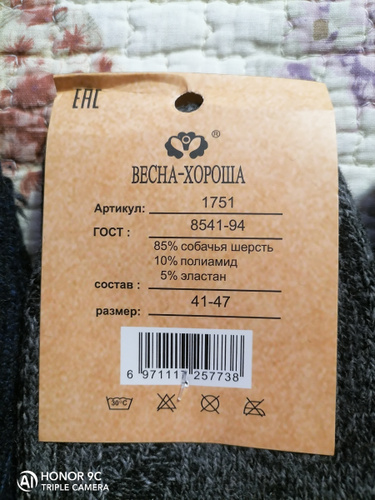 EAC
®
ВЕСНА-ХОРОША
Артикул: 1751
ГОСТ : 8541-94
85% собачья шерсть
10% полиамид
состав : 5% эластан
размер: 41-47
6 971117 257738
30°C
HONOR 9C
TRIPLE CAMERA